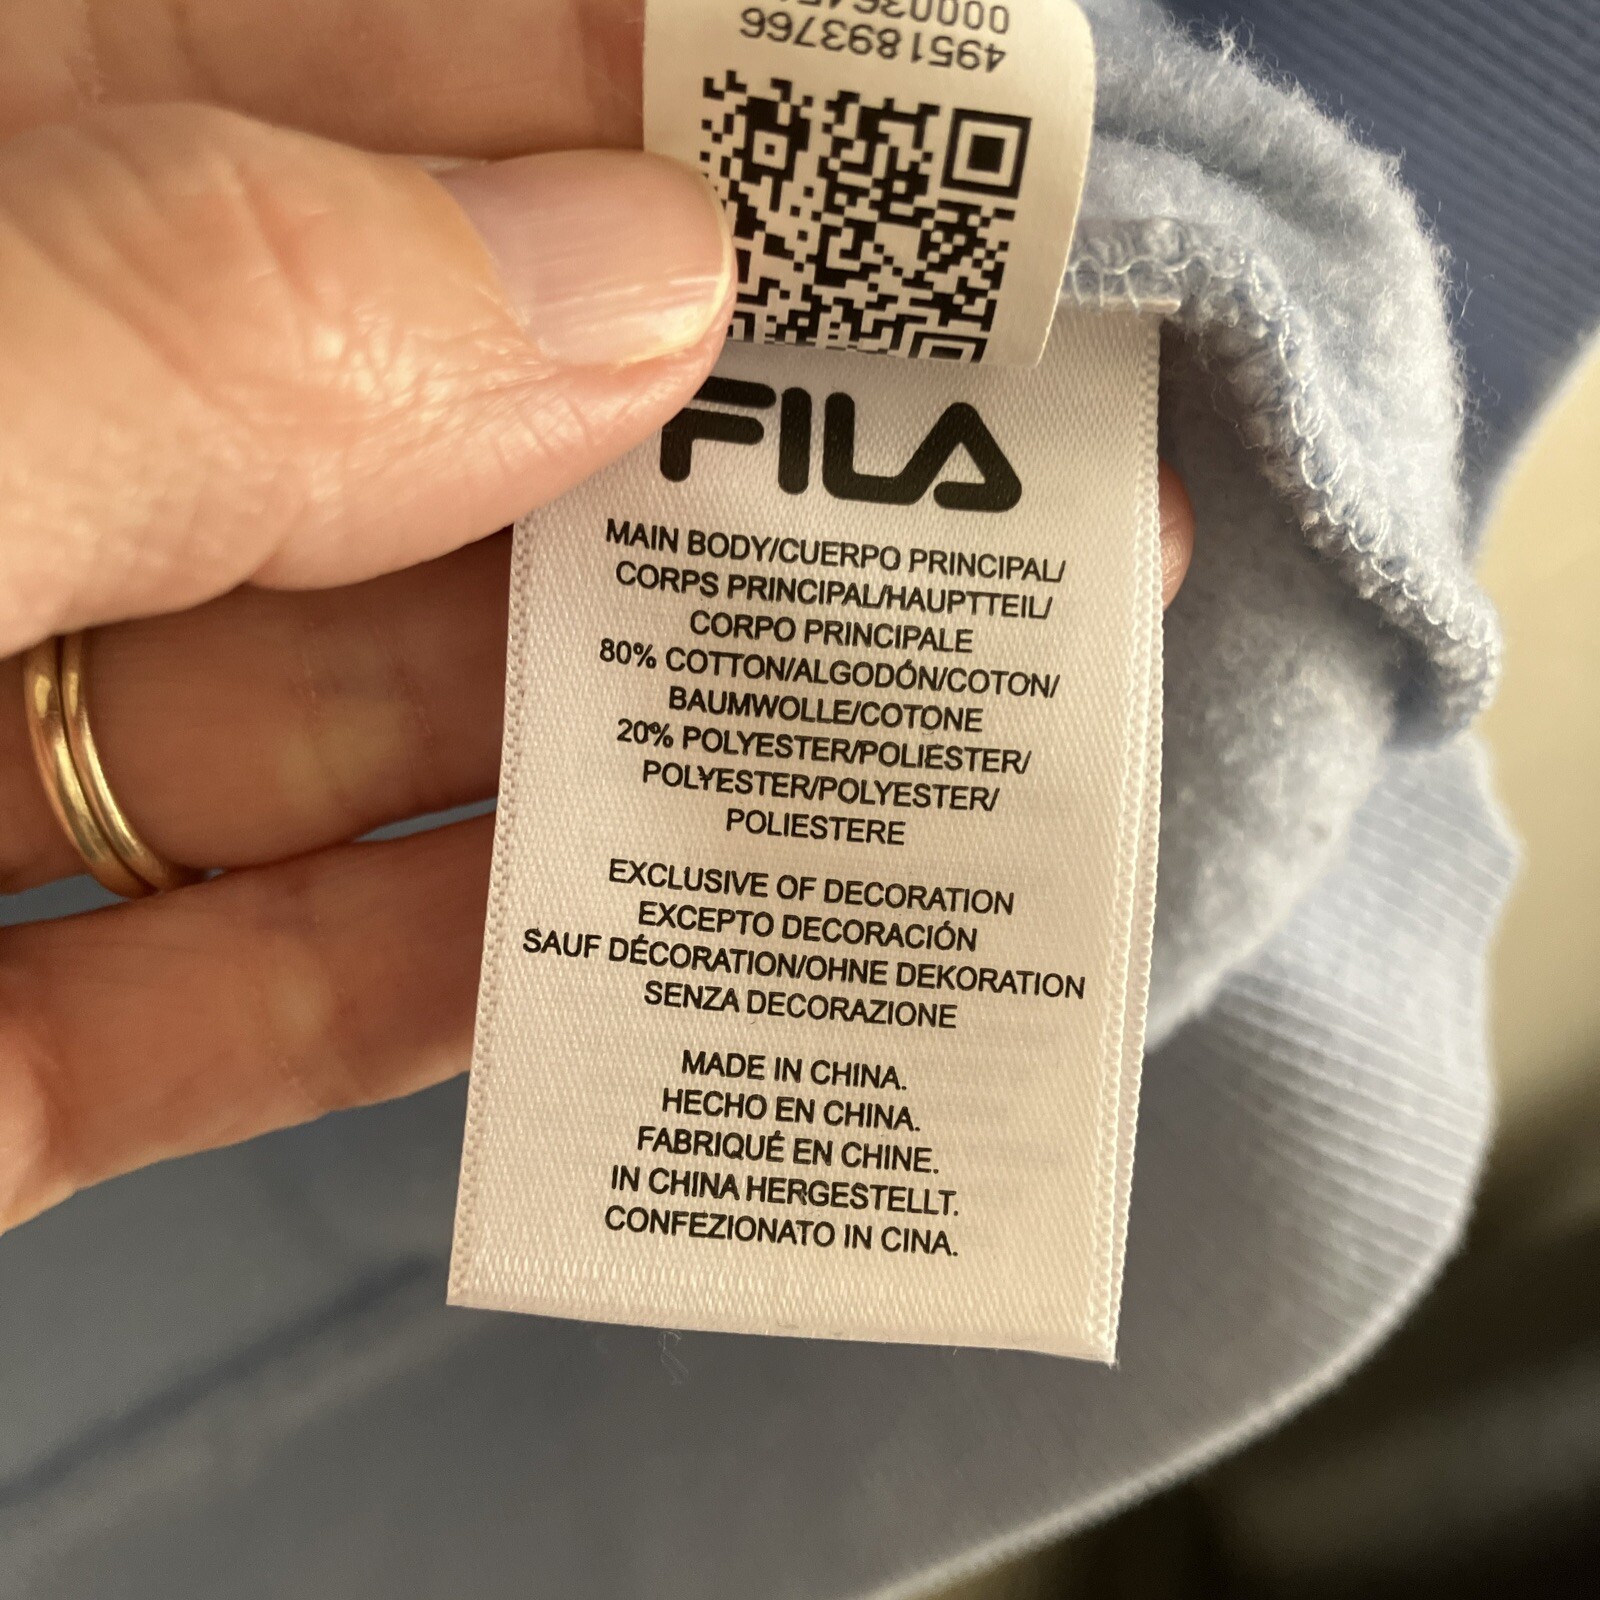 4951893766
FILA
MAIN BODY/CUERPO PRINCIPAL/
CORPS PRINCIPAL/HAUPTTEIL/
CORPO PRINCIPALE
80% COTTON/ALGODÓN/COTON/
BAUMWOLLE/COTONE
20% POLYESTER/POLIÉSTER/
POLYESTER/POLYESTER/
POLIESTERE
EXCLUSIVE OF DECORATION
EXCEPTO DECORACIÓN
SAUF DÉCORATION/OHNE DEKORATION
SENZA DECORAZIONE
MADE IN CHINA.
HECHO EN CHINA.
FABRIQUÉ EN CHINE.
IN CHINA HERGESTELLT.
CONFEZIONATO IN CINA.